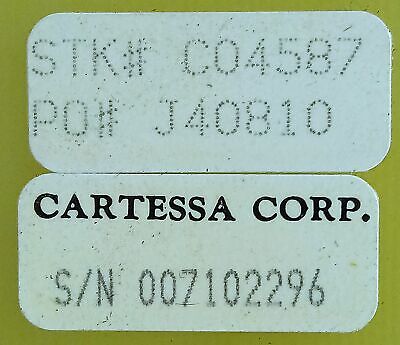 STK# C04587
PO# J40810
CARTESSA CORP.
S/N 007102296